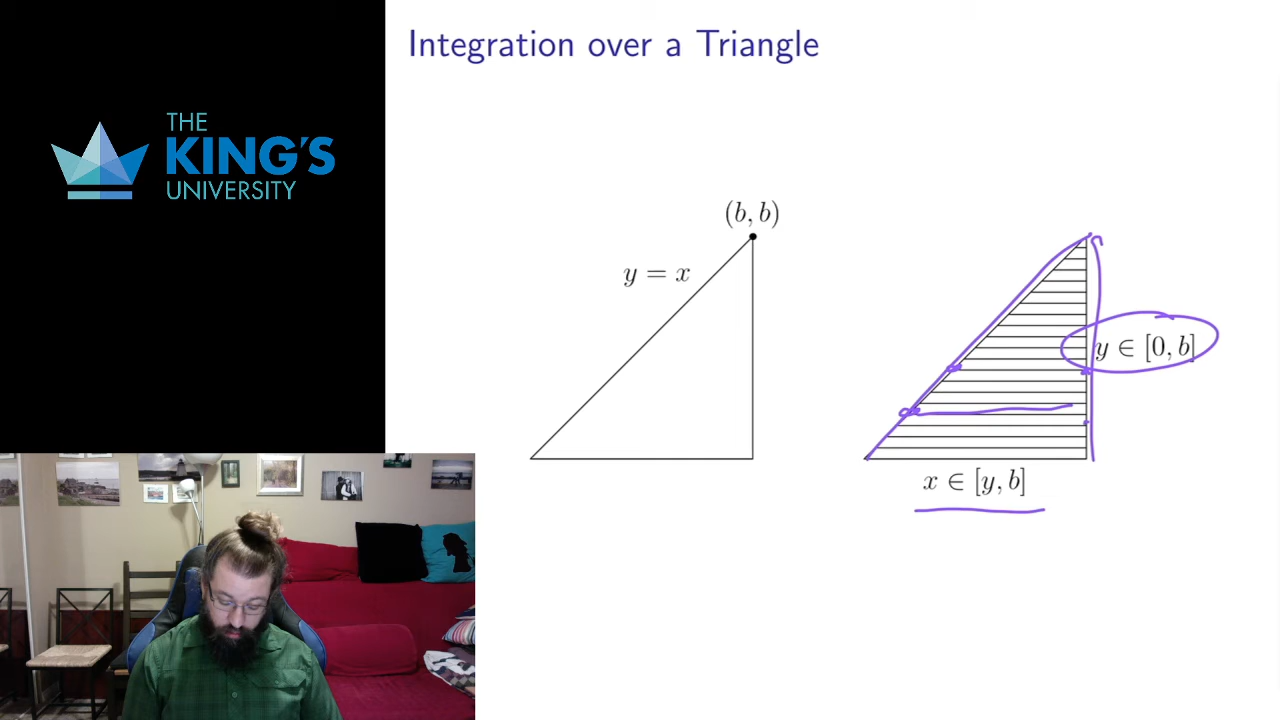 THE
KING'S
UNIVERSITY
Integration over a Triangle
(b, b)
y = x
y ∈ [0, b]
x ∈ [y, b]